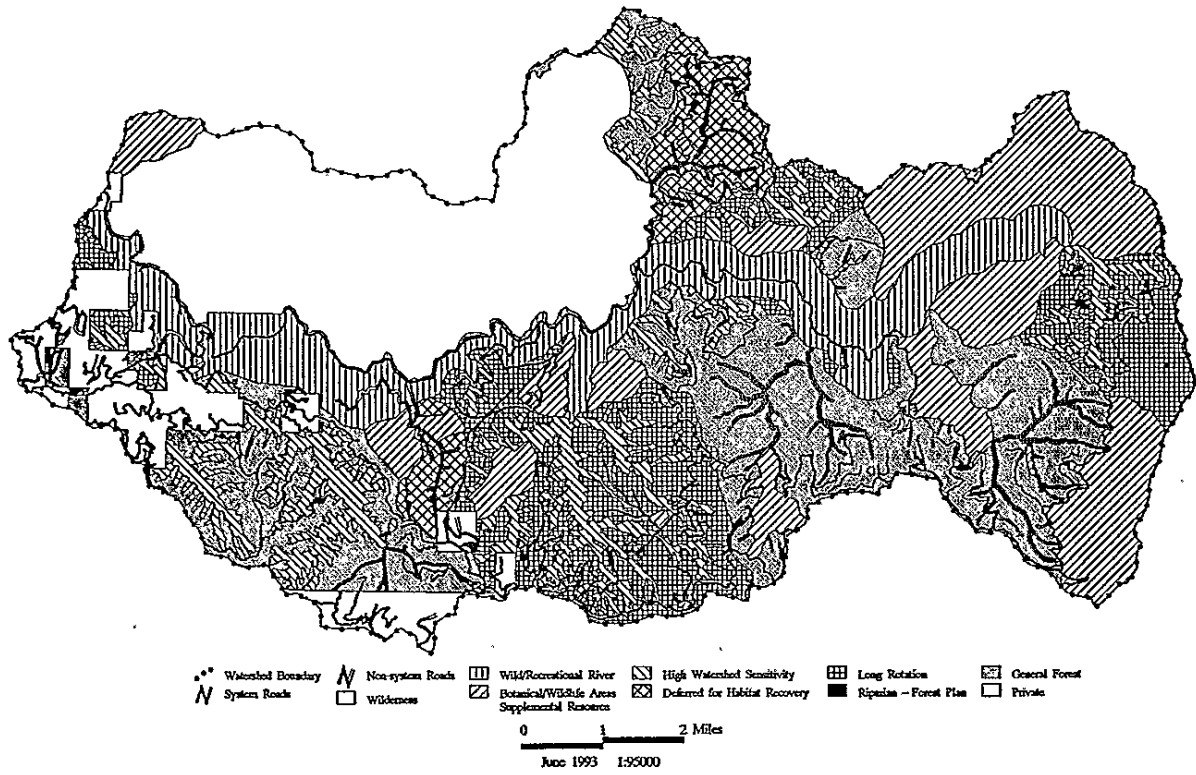 Watershed Boundary
System Roads
Non-system Roads
Wilderness
Wild/Recreational River
Botanical/Wildlife Areas
Supplemental Resource
High Watershed Sensitivity
Deferred for Habitat Recovery
Long Rotation
Riparian - Forest Plan
General Forest
Private
0 1 2 Miles
June 1993 1:95000